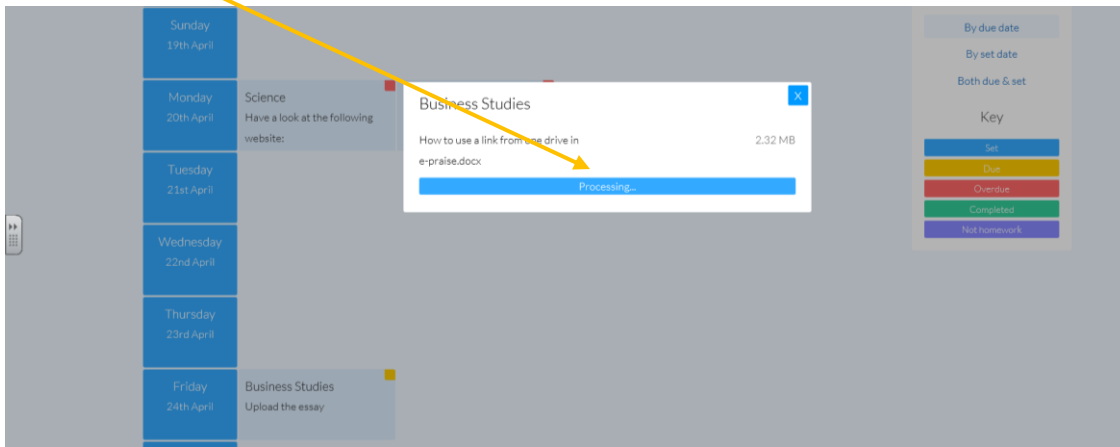 Sunday
19th April
Monday
20th April
Science
Have a look at the following
website:
Tuesday
21st April
Wednesday
22nd April
Thursday
23rd April
Friday
24th April
Business Studies
Upload the essay
Business Studies
X
How to use a link from one drive in
e-praise.docx
2.32 MB
Processing...
By due date
By set date
Both due & set
Key
Set
Due
Overdue
Completed
Not homework